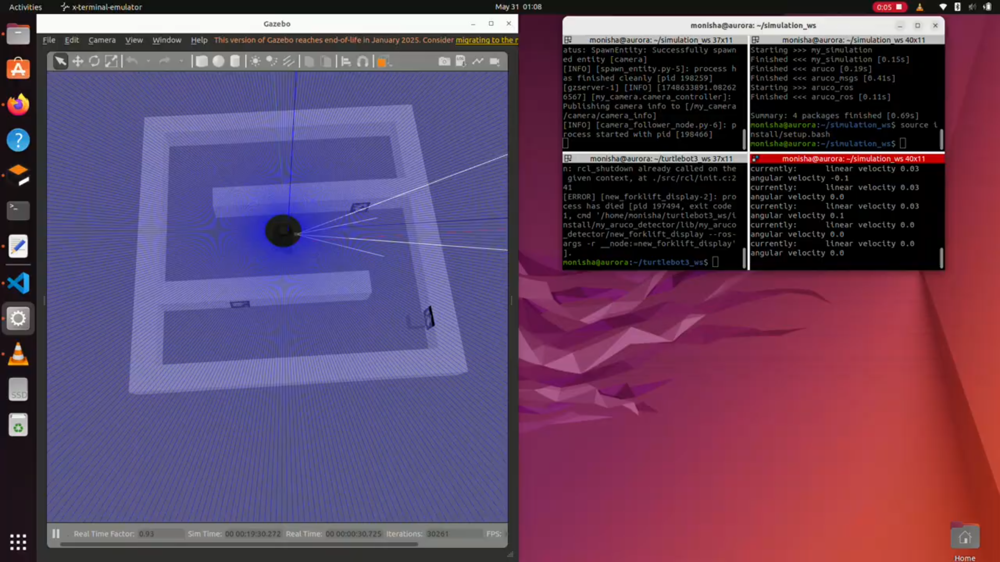 Activities
x-terminal-emulator
May 31 01:08
0:05
Gazebo
File Edit Camera View Window Help This version of Gazebo reaches end-of-life in January 2025. Consider migrating to the
Real Time Factor: 0.93 Sim Time: 00 00:19:30.272 Real Time: 00 00:00:30.725 Iterations: 30261 FPS:
SSD
monisha@aurora: ~/simulation_ws
monisha@aurora: ~/simulation_ws 37x11
atus: SpawnEntity: Successfully spawn
ed entity [camera]
[INFO] [spawn_entity.py-5]: process h
as finished cleanly [pid 198259]
[gzserver-1] [INFO] [1748633891.08262
6567] [my_camera.camera_controller]:
Publishing camera info to [/my_camera
/camera/camera_info]
[INFO] [camera_follower_node.py-6]: p
rocess started with pid [198466]
monisha@aurora: ~/simulation_ws 40x11
Starting >>> my_simulation
Finished <<< my_simulation [0.15s]
Finished <<< aruco [0.19s]
Finished <<< aruco_msgs [0.41s]
Starting >>> aruco_ros
Finished <<< aruco_ros [0.11s]
Summary: 4 packages finished [0.69s]
monisha@aurora:~/simulation_ws$ source i
nstall/setup.bash
monisha@aurora:~/simulation_ws$
monisha@aurora: ~/turtlebot3_ws 37x11
n: rcl_shutdown already called on the
given context, at ./src/rcl/init.c:2
41
[ERROR] [new_forklift_display-2]: pro
cess has died [pid 197494, exit code
1, cmd '/home/monisha/turtlebot3_ws/i
nstall/my_aruco_detector/lib/my_aruco
_detector/new_forklift_display --ros-
args -r __node:=new_forklift_display'
].
monisha@aurora:~/turtlebot3_ws$
monisha@aurora: ~/simulation_ws 40x11
currently: linear velocity 0.03
angular velocity -0.1
currently: linear velocity 0.03
angular velocity 0.0
currently: linear velocity 0.03
angular velocity 0.1
currently: linear velocity 0.0
angular velocity 0.0
currently: linear velocity 0.0
angular velocity 0.0
Home